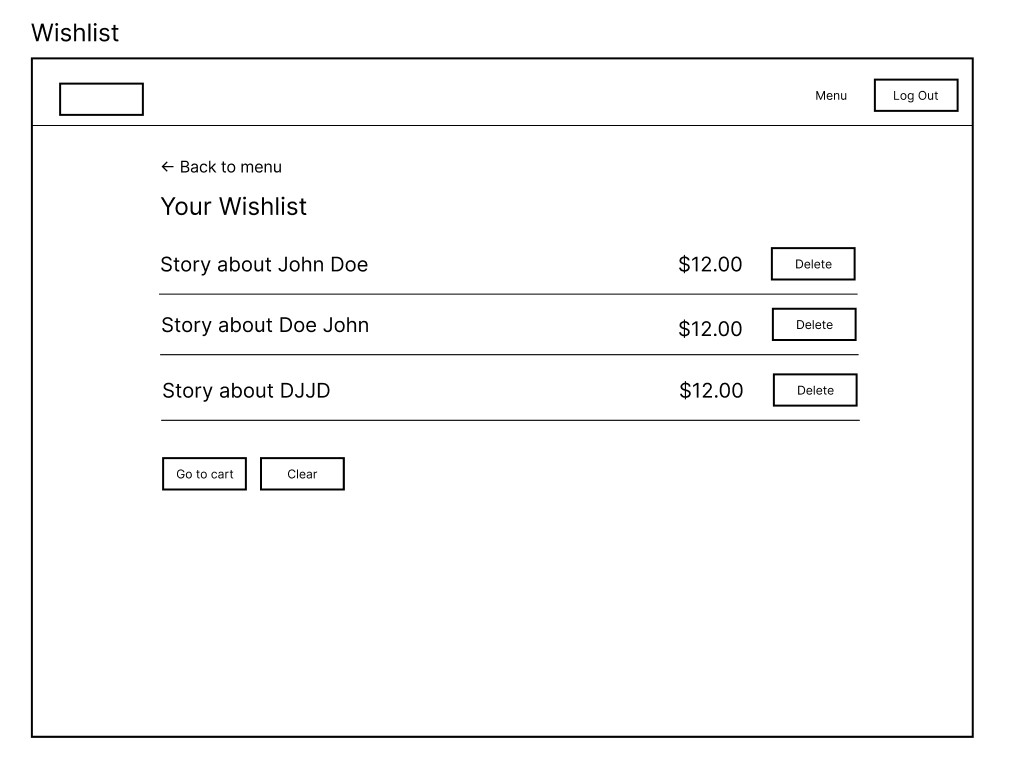 Wishlist
Menu Log Out
← Back to menu
Your Wishlist
Story about John Doe $12.00 Delete
Story about Doe John $12.00 Delete
Story about DJJD $12.00 Delete
Go to cart Clear